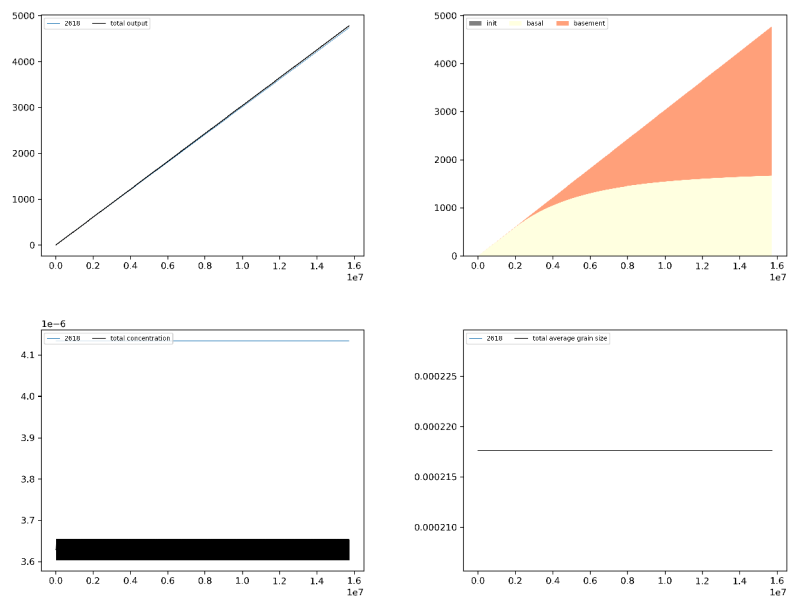 2618 total output
5000
4000
3000
2000
1000
0
0.0 0.2 0.4 0.6 0.8 1.0 1.2 1.4 1.6
1e7
init basal basement
5000
4000
3000
2000
1000
0
0.0 0.2 0.4 0.6 0.8 1.0 1.2 1.4 1.6
1e7
1e−6
2618 total concentration
4.1
4.0
3.9
3.8
3.7
3.6
0.0 0.2 0.4 0.6 0.8 1.0 1.2 1.4 1.6
1e7
2618 total average grain size
0.000225
0.000220
0.000215
0.000210
0.0 0.2 0.4 0.6 0.8 1.0 1.2 1.4 1.6
1e7